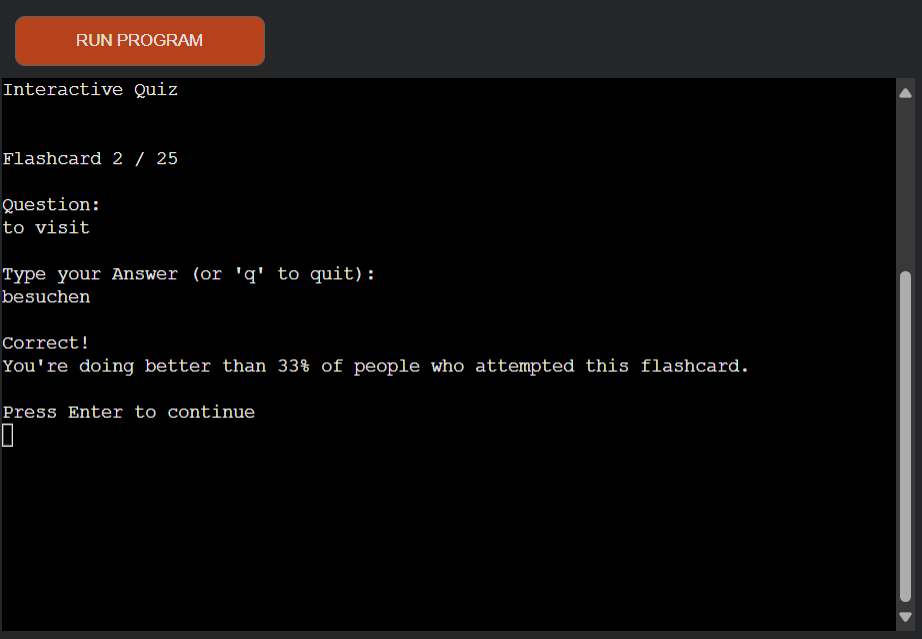 RUN PROGRAM
Interactive Quiz
Flashcard 2 / 25
Question:
to visit
Type your Answer (or 'q' to quit):
besuchen
Correct!
You're doing better than 33% of people who attempted this flashcard.
Press Enter to continue